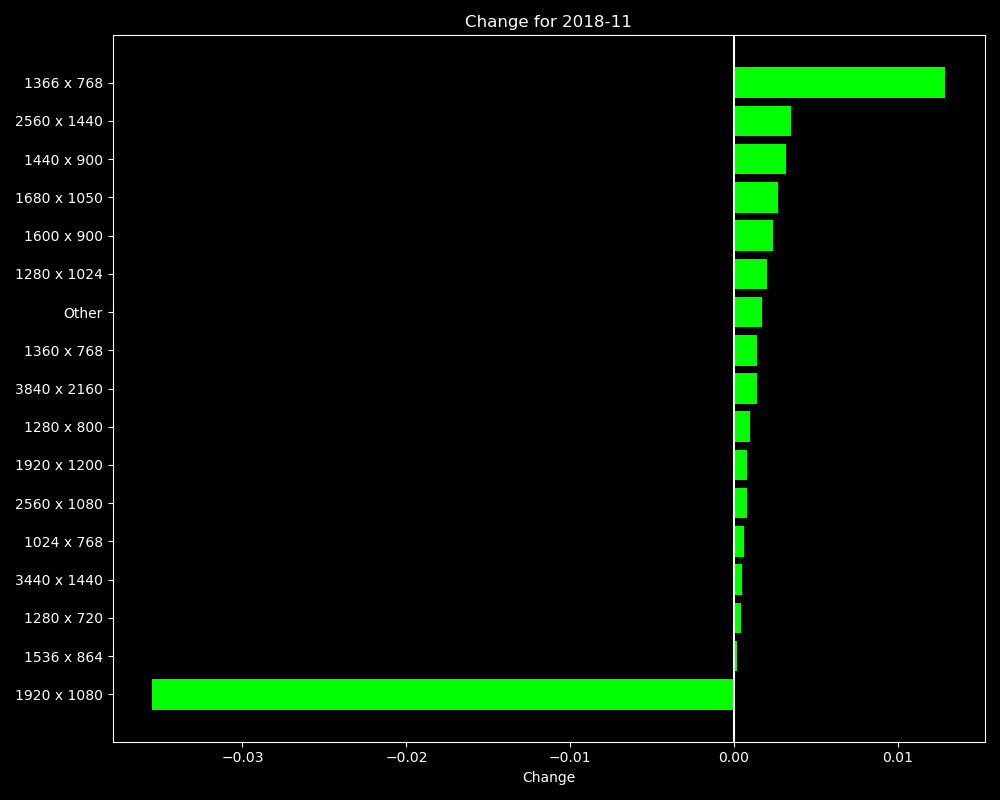 Change for 2018-11
1366 x 768
2560 x 1440
1440 x 900
1680 x 1050
1600 x 900
1280 x 1024
Other
1360 x 768
3840 x 2160
1280 x 800
1920 x 1200
2560 x 1080
1024 x 768
3440 x 1440
1280 x 720
1536 x 864
1920 x 1080
−0.03 −0.02 −0.01 0.00 0.01
Change